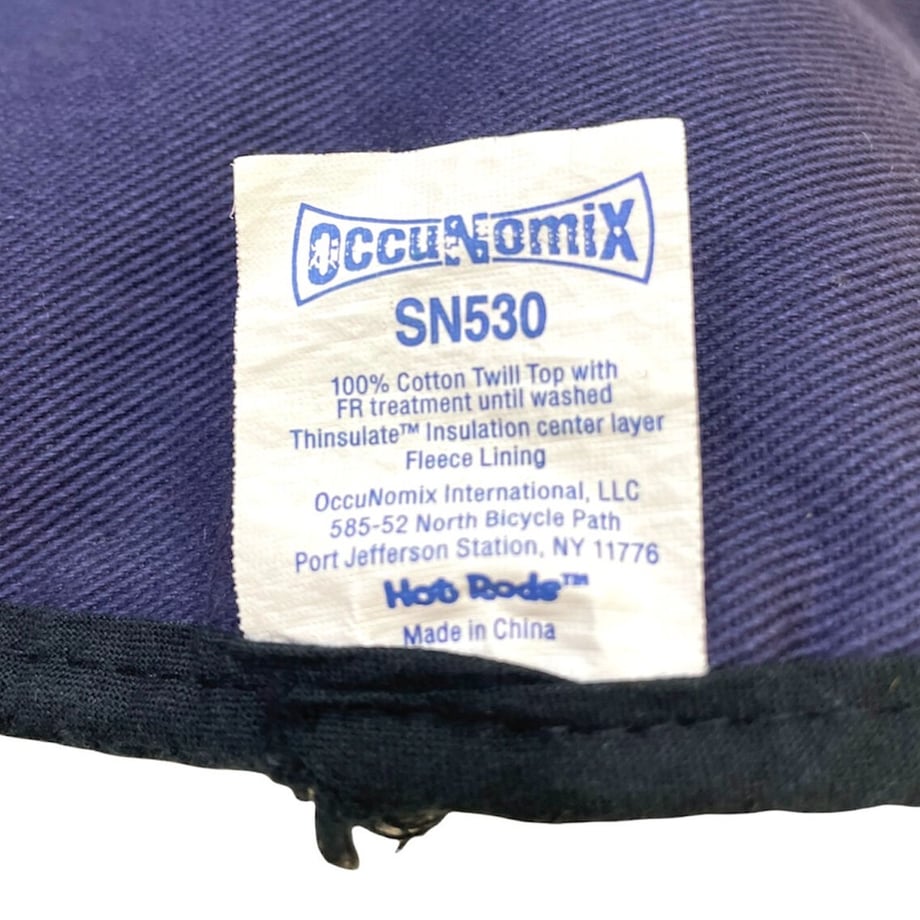 OccuNomiX
SN530
100% Cotton Twill Top with
FR treatment until washed
Thinsulate™ Insulation center layer
Fleece Lining
OccuNomix International, LLC
585-52 North Bicycle Path
Port Jefferson Station, NY 11776
Hot Rods™
Made in China